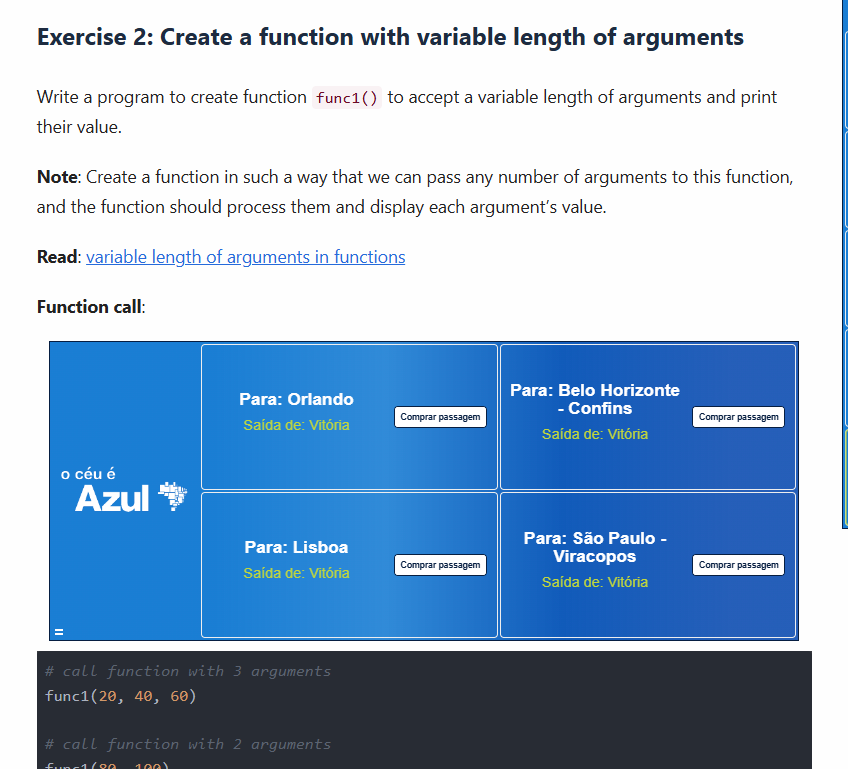 Exercise 2: Create a function with variable length of arguments
Write a program to create function func1() to accept a variable length of arguments and print
their value.
Note: Create a function in such a way that we can pass any number of arguments to this function,
and the function should process them and display each argument’s value.
Read: variable length of arguments in functions
Function call:
o céu é
Azul
Para: Orlando
Saída de: Vitória
Comprar passagem
Para: Belo Horizonte
- Confins
Saída de: Vitória
Comprar passagem
Para: Lisboa
Saída de: Vitória
Comprar passagem
Para: São Paulo -
Viracopos
Saída de: Vitória
Comprar passagem
# call function with 3 arguments
func1(20, 40, 60)
# call function with 2 arguments
func1(80, 100)